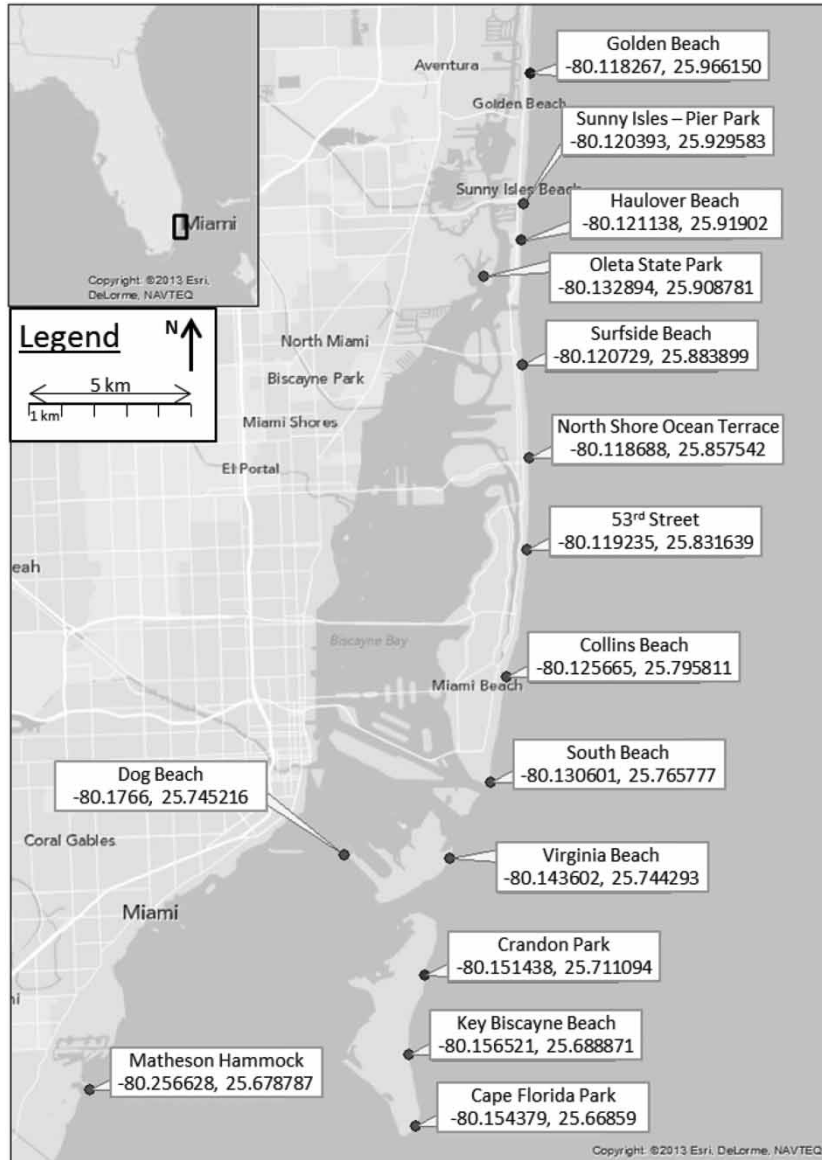 Aventura
Golden Beach
-80.118267, 25.966150
Golden Beach
Sunny Isles – Pier Park
-80.120393, 25.929583
Sunny Isles Beach
Haulover Beach
-80.121138, 25.91902
Miami
Oleta State Park
-80.132894, 25.908781
Copyright: ©2013 Esri,
DeLorme, NAVTEQ
Legend
N
5 km
1 km
North Miami
Surfside Beach
-80.120729, 25.883899
Biscayne Park
Miami Shores
North Shore Ocean Terrace
-80.118688, 25.857542
El Portal
53rd Street
-80.119235, 25.831639
eah
Biscayne Bay
Collins Beach
-80.125665, 25.795811
Miami Beach
South Beach
-80.130601, 25.765777
Dog Beach
-80.1766, 25.745216
Coral Gables
Virginia Beach
-80.143602, 25.744293
Miami
Crandon Park
-80.151438, 25.711094
Key Biscayne Beach
-80.156521, 25.688871
Matheson Hammock
-80.256628, 25.678787
Cape Florida Park
-80.154379, 25.66859
Copyright: ©2013 Esri, DeLorme, NAVTEQ